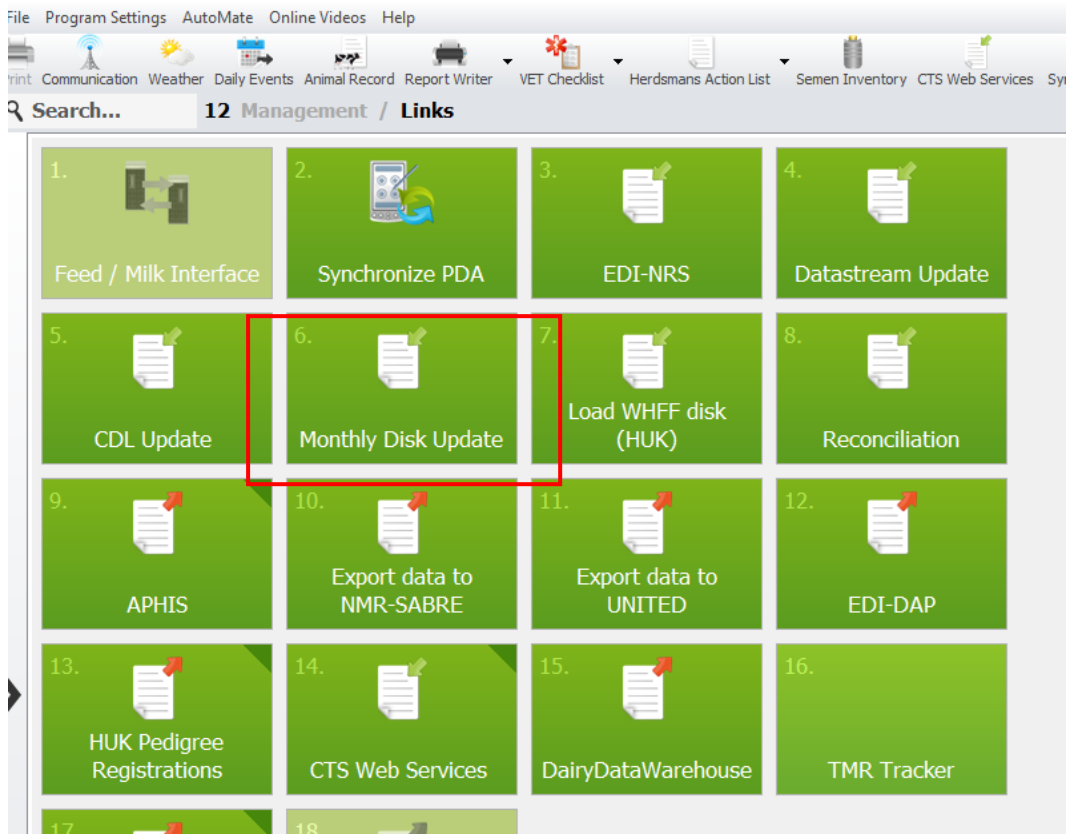 File Program Settings AutoMate Online Videos Help
Print Communication Weather Daily Events Animal Record Report Writer VET Checklist Herdsmans Action List Semen Inventory CTS Web Services
Search... 12 Management / Links
1. 2. 3. 4.
Feed / Milk Interface Synchronize PDA EDI-NRS Datastream Update
5. 6. 7. 8.
Load WHFF disk
CDL Update Monthly Disk Update (HUK) Reconciliation
9. 10. 11. 12.
Export data to Export data to
APHIS NMR-SABRE UNITED EDI-DAP
13. 14. 15. 16.
HUK Pedigree
Registrations CTS Web Services DairyDataWarehouse TMR Tracker
17. 18.